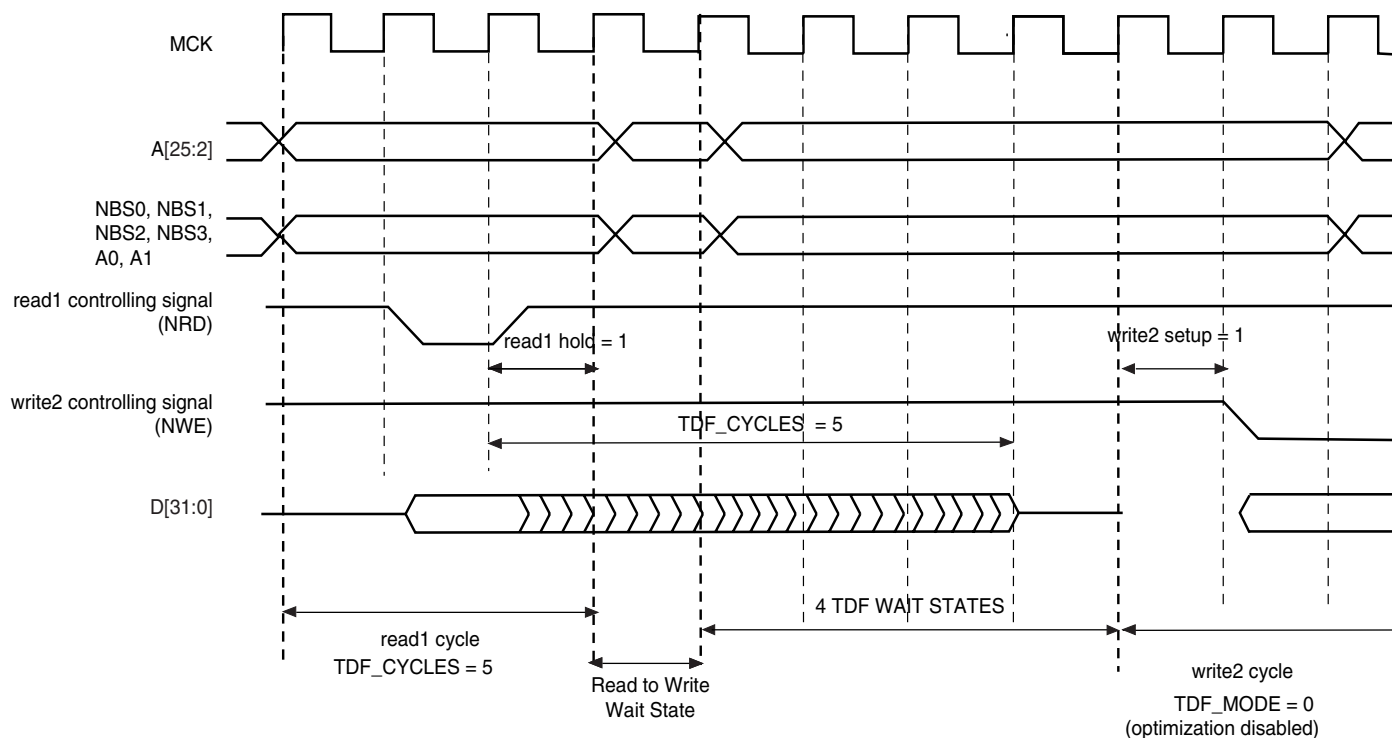 MCK
A[25:2]
NBS0, NBS1,
NBS2, NBS3,
A0, A1
read1 controlling signal
(NRD)
read1 hold = 1
write2 setup = 1
write2 controlling signal
(NWE)
TDF_CYCLES = 5
D[31:0]
4 TDF WAIT STATES
read1 cycle
TDF_CYCLES = 5
Read to Write
Wait State
write2 cycle
TDF_MODE = 0
(optimization disabled)